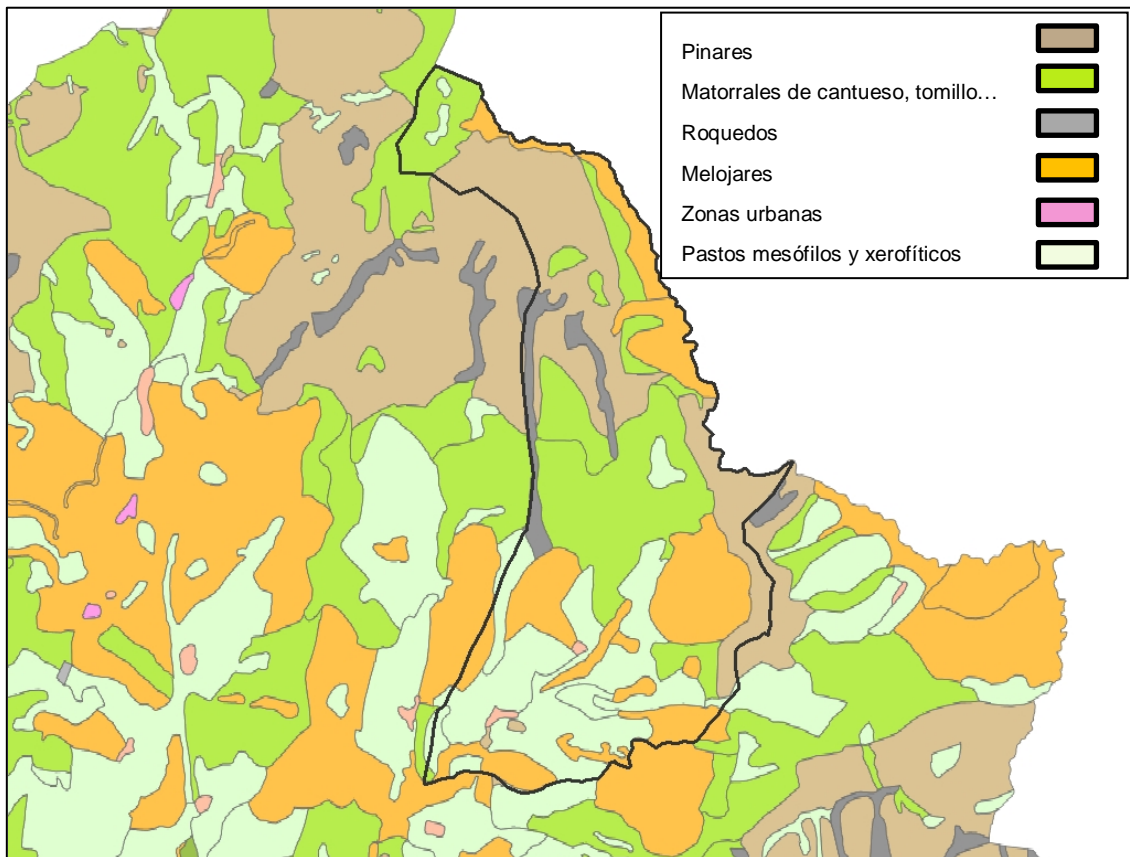 Pinares
Matorrales de cantueso, tomillo…
Roquedos
Melojares
Zonas urbanas
Pastos mesófilos y xerofíticos